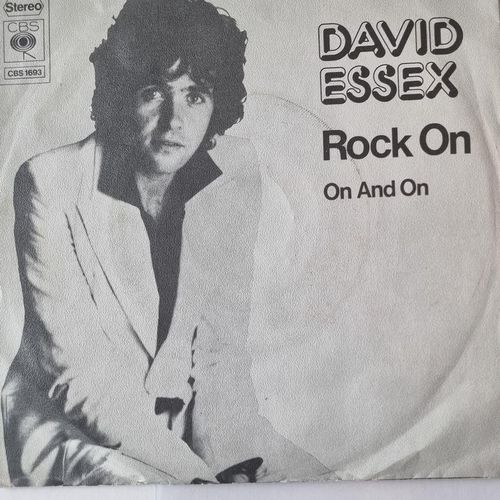 Stereo
CBS
CBS 1693
DAVID
ESSEX
Rock On
On And On